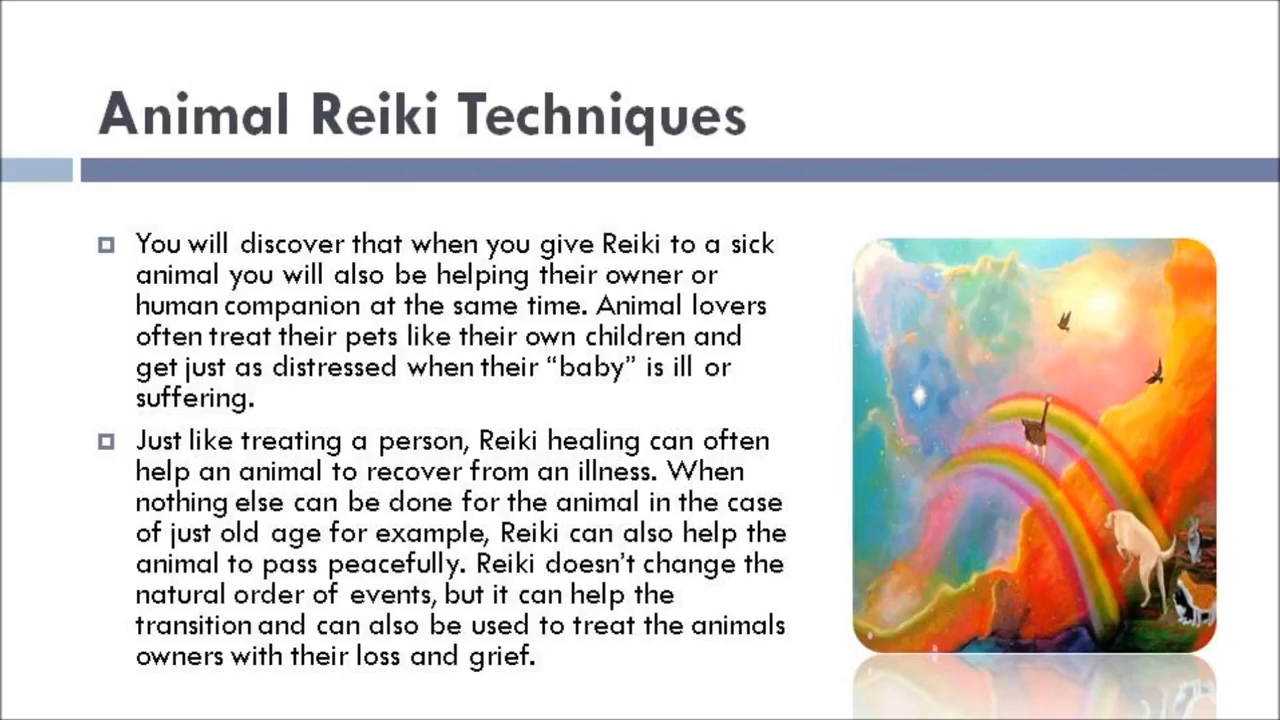 Animal Reiki Techniques
You will discover that when you give Reiki to a sick
animal you will also be helping their owner or
human companion at the same time. Animal lovers
often treat their pets like their own children and
get just as distressed when their “baby” is ill or
suffering.
Just like treating a person, Reiki healing can often
help an animal to recover from an illness. When
nothing else can be done for the animal in the case
of just old age for example, Reiki can also help the
animal to pass peacefully. Reiki doesn’t change the
natural order of events, but it can help the
transition and can also be used to treat the animals
owners with their loss and grief.